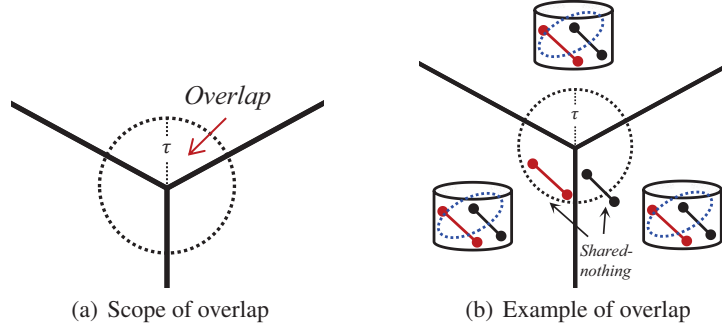 Overlap
τ
τ
Shared-
nothing
(a) Scope of overlap
(b) Example of overlap